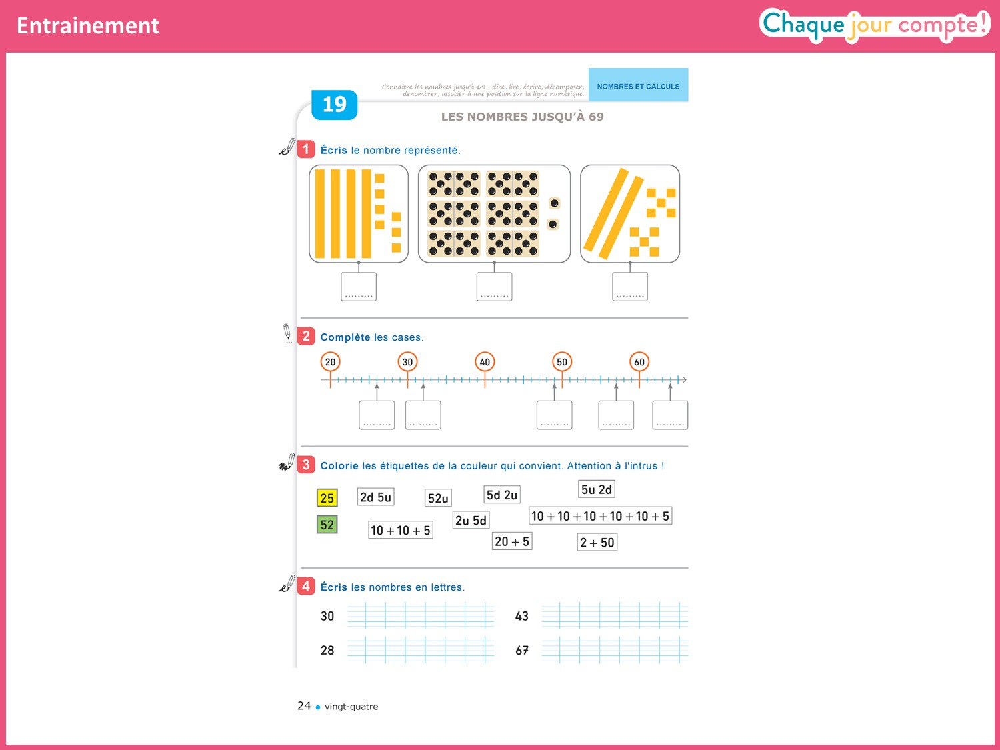 Entrainement
Chaque jour compte!
Connaitre les nombres jusqu'à 69 : dire, lire, écrire, décomposer,
dénombrer, associer à une position sur la ligne numérique.
NOMBRES ET CALCULS
19
LES NOMBRES JUSQU'À 69
1 Écris le nombre représenté.
.........
.........
.........
2 Complète les cases.
20 30 40 50 60
......... ......... ......... ......... .........
3 Colorie les étiquettes de la couleur qui convient. Attention à l'intrus !
25 2d 5u 52u 5d 2u 5u 2d
52 10 + 10 + 5 2u 5d 10 + 10 + 10 + 10 + 10 + 5
20 + 5 2 + 50
4 Écris les nombres en lettres.
30 43
28 67
24 • vingt-quatre